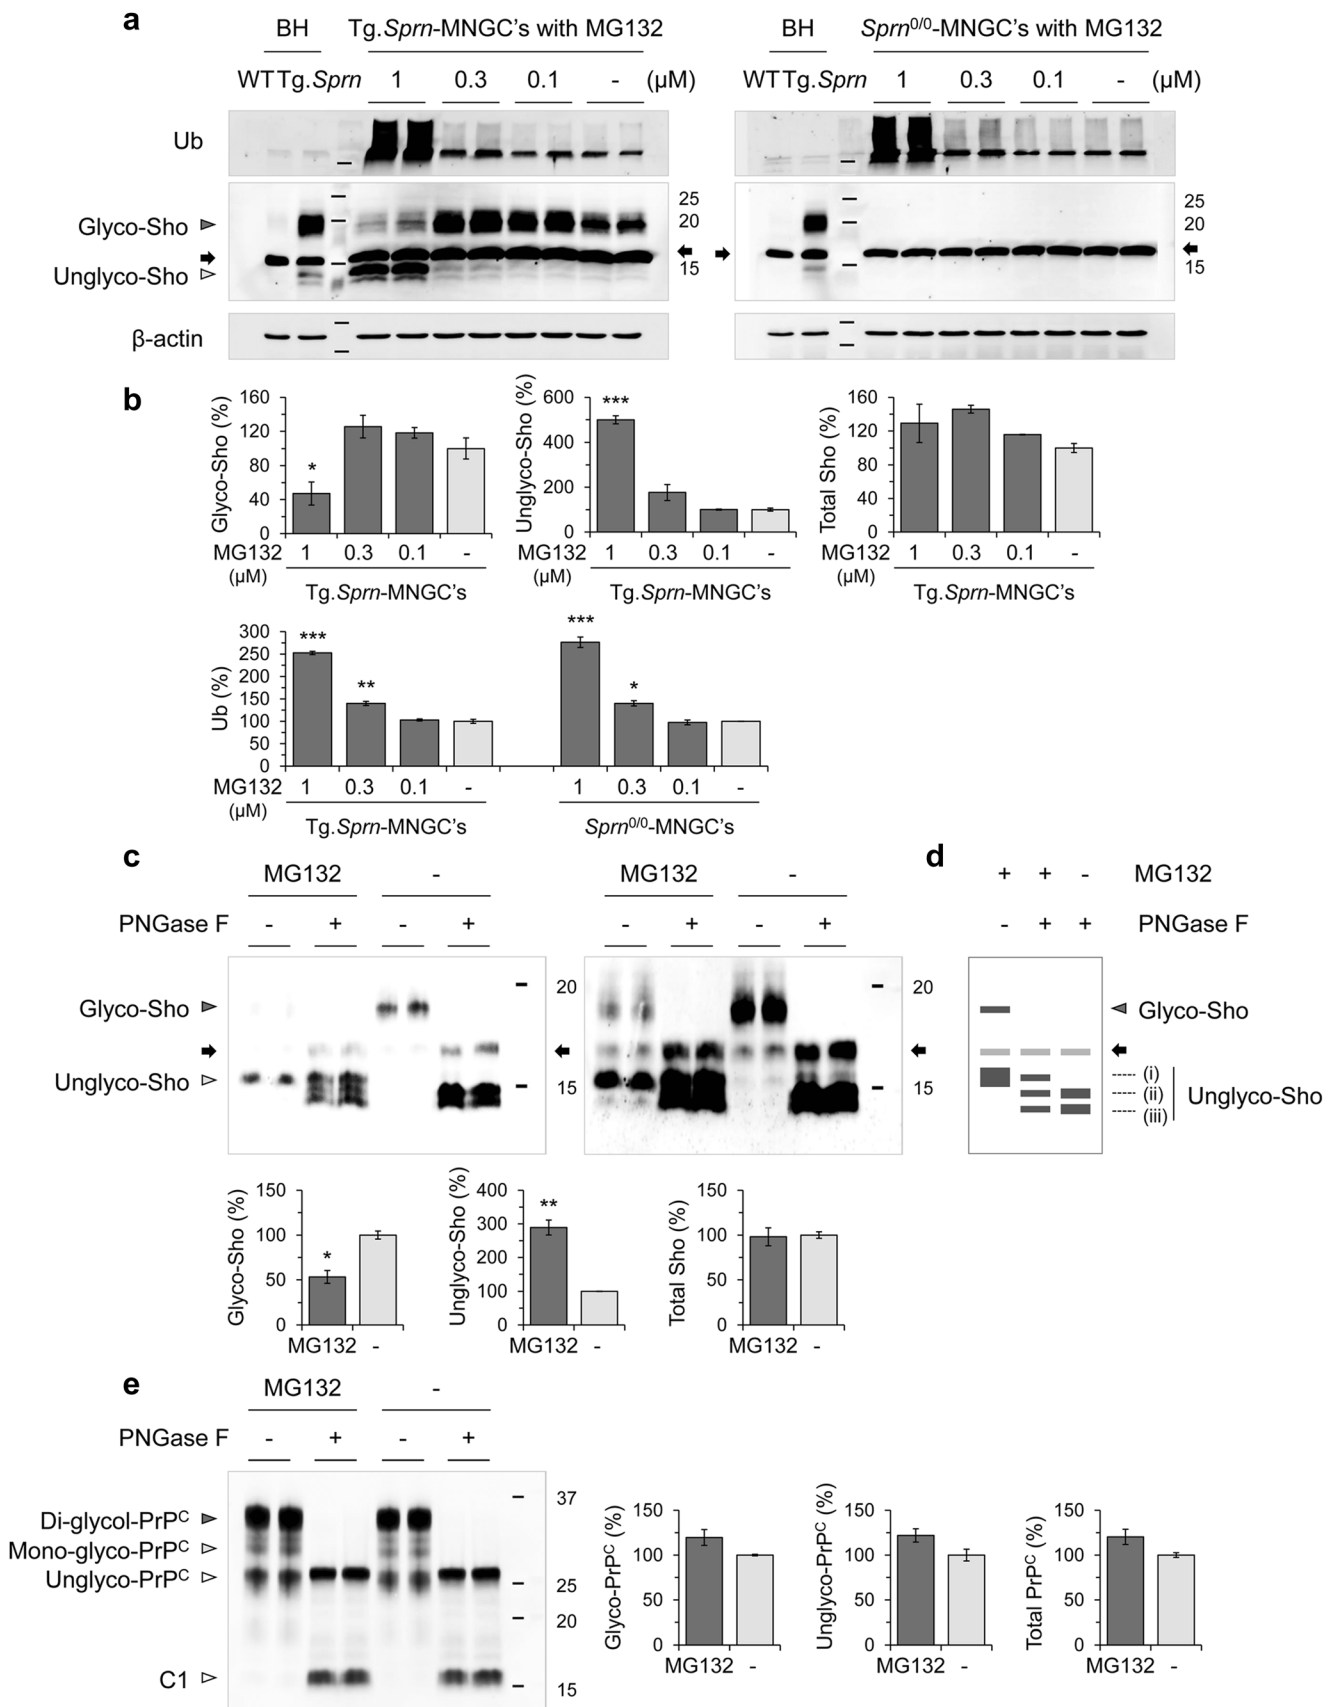 a
BH Tg.Sprn-MNGC's with MG132
WT Tg.Sprn 1 0.3 0.1 - (µM)
BH Sprn0/0-MNGC's with MG132
WT Tg.Sprn 1 0.3 0.1 - (µM)
Ub
Glyco-Sho
Unglyco-Sho
25
20
15
25
20
15
β-actin
b
Glyco-Sho (%)
160
120
80
40
0
*
MG132 1 0.3 0.1 -
(µM)
Tg.Sprn-MNGC's
Unglyco-Sho (%)
600
400
200
0
***
MG132 1 0.3 0.1 -
(µM)
Tg.Sprn-MNGC's
Total Sho (%)
160
120
80
40
0
MG132 1 0.3 0.1 -
(µM)
Tg.Sprn-MNGC's
Ub (%)
300
250
200
150
100
50
0
*** ** *** *
MG132 1 0.3 0.1 - 1 0.3 0.1 -
(µM)
Tg.Sprn-MNGC's Sprn0/0-MNGC's
c
MG132 - MG132 -
PNGase F - + - + - + - +
Glyco-Sho
Unglyco-Sho
20
15
20
15
d
+ + - MG132
- + + PNGase F
Glyco-Sho
(i)
(ii)
(iii)
Unglyco-Sho
Glyco-Sho (%)
150
100
50
0
*
MG132 -
Unglyco-Sho (%)
400
300
200
100
0
**
MG132 -
Total Sho (%)
150
100
50
0
MG132 -
e
MG132 -
PNGase F - + - +
Di-glycol-PrPC
Mono-glyco-PrPC
Unglyco-PrPC
C1
37
25
20
15
Glyco-PrPC (%)
150
100
50
0
MG132 -
Unglyco-PrPC (%)
150
100
50
0
MG132 -
Total PrPC (%)
150
100
50
0
MG132 -